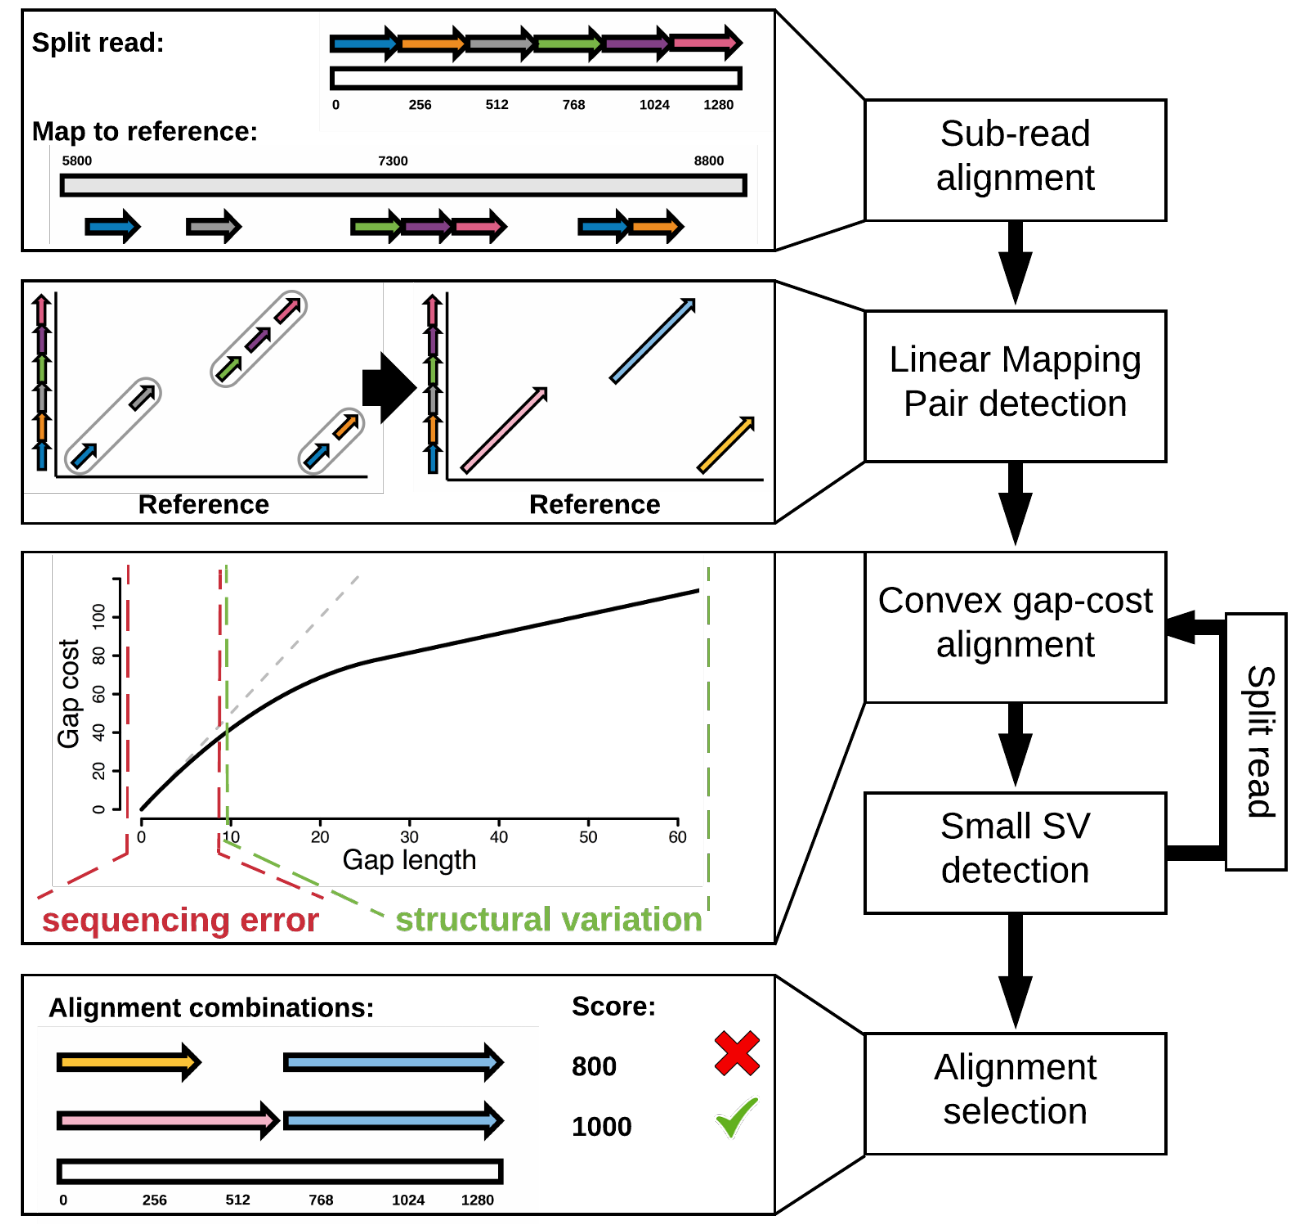 Split read:
0 256 512 768 1024 1280
Map to reference:
5800 7300 8800
Sub-read
alignment
Reference
Reference
Linear Mapping
Pair detection
Gap cost
0 20 40 60 80 100
0 10 20 30 40 50 60
Gap length
sequencing error
structural variation
Convex gap-cost
alignment
Split read
Small SV
detection
Alignment combinations:
Score:
800
1000
0 256 512 768 1024 1280
Alignment
selection